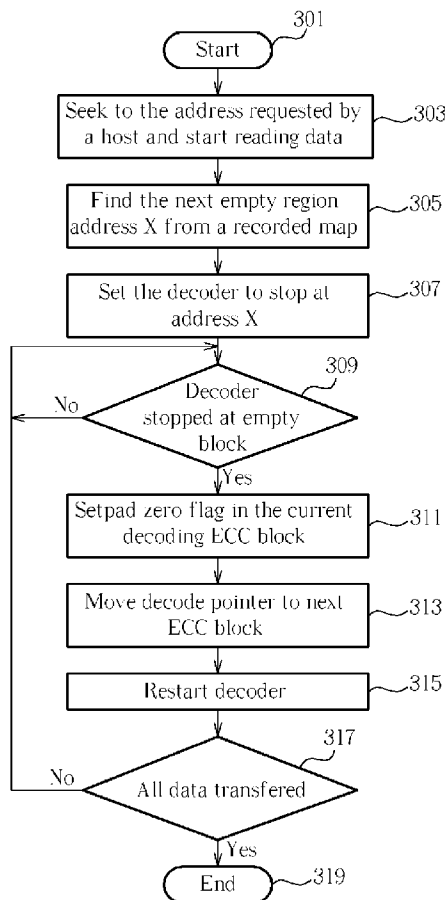 Start
301
Seek to the address requested by
a host and start reading data
303
Find the next empty region
address X from a recorded map
305
Set the decoder to stop at
address X
307
309
Decoder
stopped at empty
block
No
Yes
Setpad zero flag in the current
decoding ECC block
311
Move decode pointer to next
ECC block
313
Restart decoder
315
317
All data transfered
No
Yes
End
319